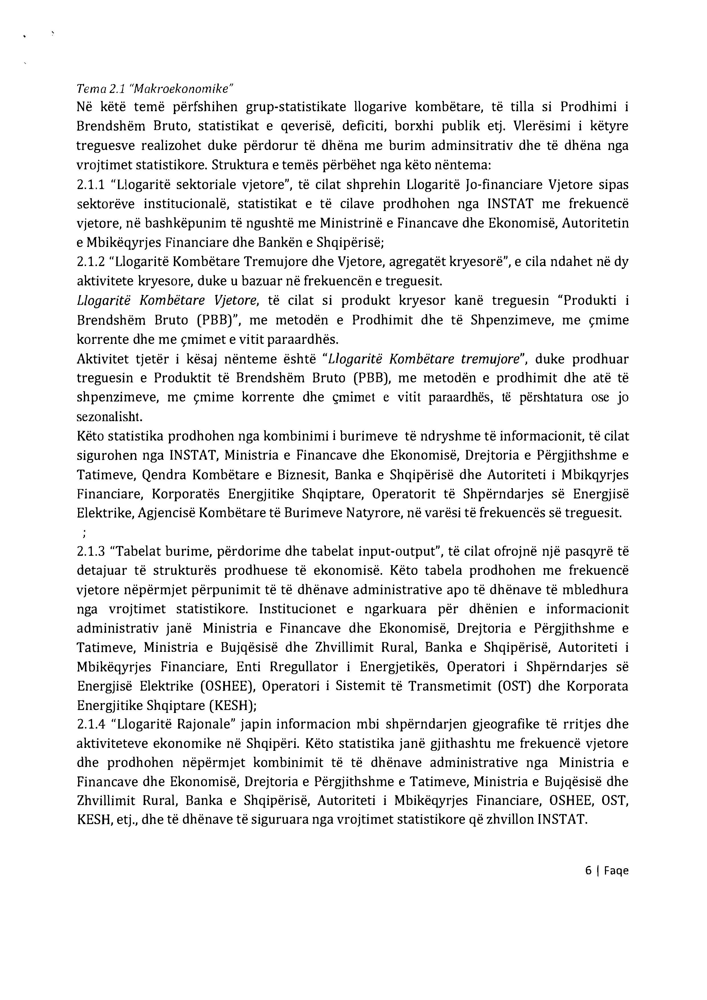 Tema 2.1 "Makroekonomike"
Në këtë temë përfshihen grup-statistikate llogarive kombëtare, të tilla si Prodhimi i
Brendshëm Bruto, statistikat e qeverisë, deficiti, borxhi publik etj. Vlerësimi i këtyre
treguesve realizohet duke përdorur të dhëna me burim adminsitrativ dhe të dhëna nga
vrojtimet statistikore. Struktura e temës përbëhet nga këto nëntema:
2.1.1 "Llogaritë sektoriale vjetore", të cilat shprehin Llogaritë Jo-financiare Vjetore sipas
sektorëve institucionalë, statistikat e të cilave prodhohen nga INSTAT me frekuencë
vjetore, në bashkëpunim të ngushtë me Ministrinë e Financave dhe Ekonomisë, Autoritetin
e Mbikëqyrjes Financiare dhe Bankën e Shqipërisë;
2.1.2 "Llogaritë Kombëtare Tremujore dhe Vjetore, agregatët kryesorë", e cila ndahet në dy
aktivitete kryesore, duke u bazuar në frekuencën e treguesit.
Llogaritë Kombëtare Vjetore, të cilat si produkt kryesor kanë treguesin "Produkti i
Brendshëm Bruto (PBB)", me metodën e Prodhimit dhe të Shpenzimeve, me çmime
korrente dhe me çmimet e vitit paraardhës.
Aktivitet tjetër i kësaj nënteme është "Llogaritë Kombëtare tremujore", duke prodhuar
treguesin e Produktit të Brendshëm Bruto (PBB), me metodën e prodhimit dhe atë të
shpenzimeve, me çmime korrente dhe çmimet e vitit paraardhës, të përshtatura ose jo
sezonalisht.
Këto statistika prodhohen nga kombinimi i burimeve të ndryshme të informacionit, të cilat
sigurohen nga INSTAT, Ministria e Financave dhe Ekonomisë, Drejtoria e Përgjithshme e
Tatimeve, Qendra Kombëtare e Biznesit, Banka e Shqipërisë dhe Autoriteti i Mbikqyrjes
Financiare, Korporatës Energjitike Shqiptare, Operatorit të Shpërndarjes së Energjisë
Elektrike, Agjencisë Kombëtare të Burimeve Natyrore, në varësi të frekuencës së treguesit.
;
2.1.3 "Tabelat burime, përdorime dhe tabelat input-output", të cilat ofrojnë një pasqyrë të
detajuar të strukturës prodhuese të ekonomisë. Këto tabela prodhohen me frekuencë
vjetore nëpërmjet përpunimit të të dhënave administrative apo të dhënave të mbledhura
nga vrojtimet statistikore. Institucionet e ngarkuara për dhënien e informacionit
administrativ janë Ministria e Financave dhe Ekonomisë, Drejtoria e Përgjithshme e
Tatimeve, Ministria e Bujqësisë dhe Zhvillimit Rural, Banka e Shqipërisë, Autoriteti i
Mbikëqyrjes Financiare, Enti Rregullator i Energjetikës, Operatori i Shpërndarjes së
Energjisë Elektrike (OSHEE), Operatori i Sistemit të Transmetimit (OST) dhe Korporata
Energjitike Shqiptare (KESH);
2.1.4 "Llogaritë Rajonale" japin informacion mbi shpërndarjen gjeografike të rritjes dhe
aktiviteteve ekonomike në Shqipëri. Këto statistika janë gjithashtu me frekuencë vjetore
dhe prodhohen nëpërmjet kombinimit të të dhënave administrative nga Ministria e
Financave dhe Ekonomisë, Drejtoria e Përgjithshme e Tatimeve, Ministria e Bujqësisë dhe
Zhvillimit Rural, Banka e Shqipërisë, Autoriteti i Mbikëqyrjes Financiare, OSHEE, OST,
KESH, etj., dhe të dhënave të siguruara nga vrojtimet statistikore që zhvillon INSTAT.
6 | Faqe